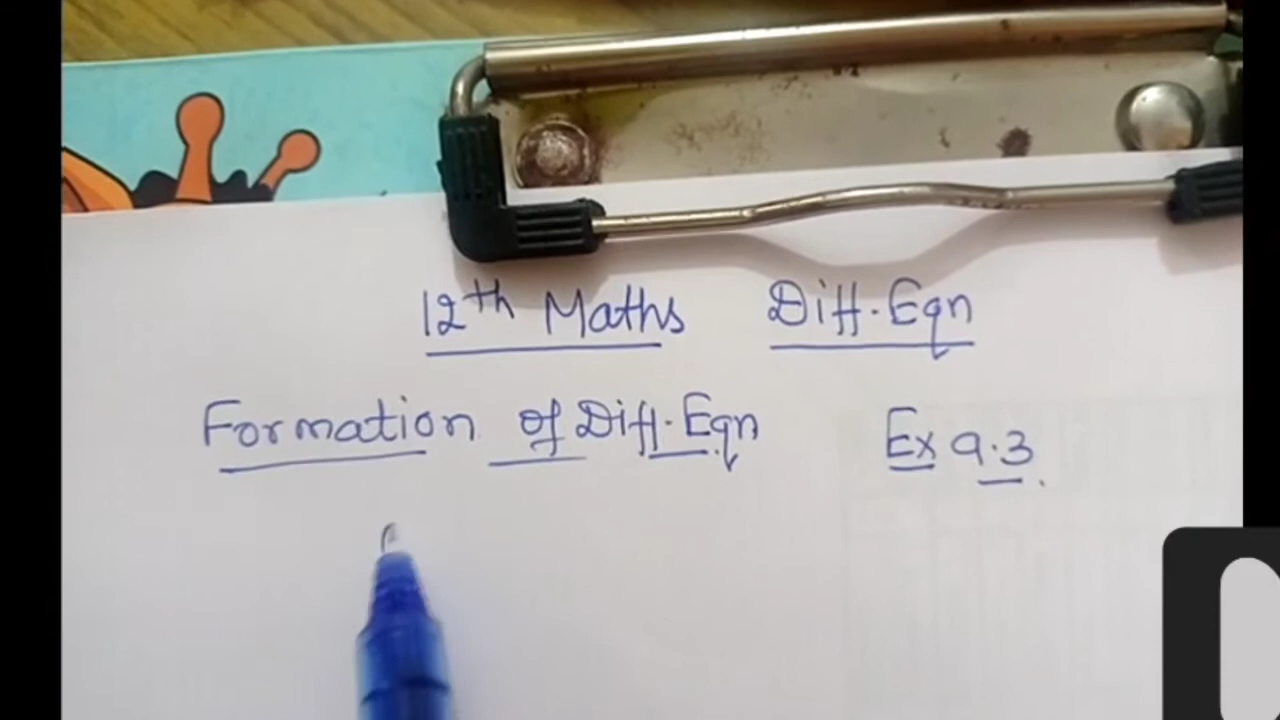 12th Maths Diff. Eqn
Formation of Diff. Eqn Ex 9.3